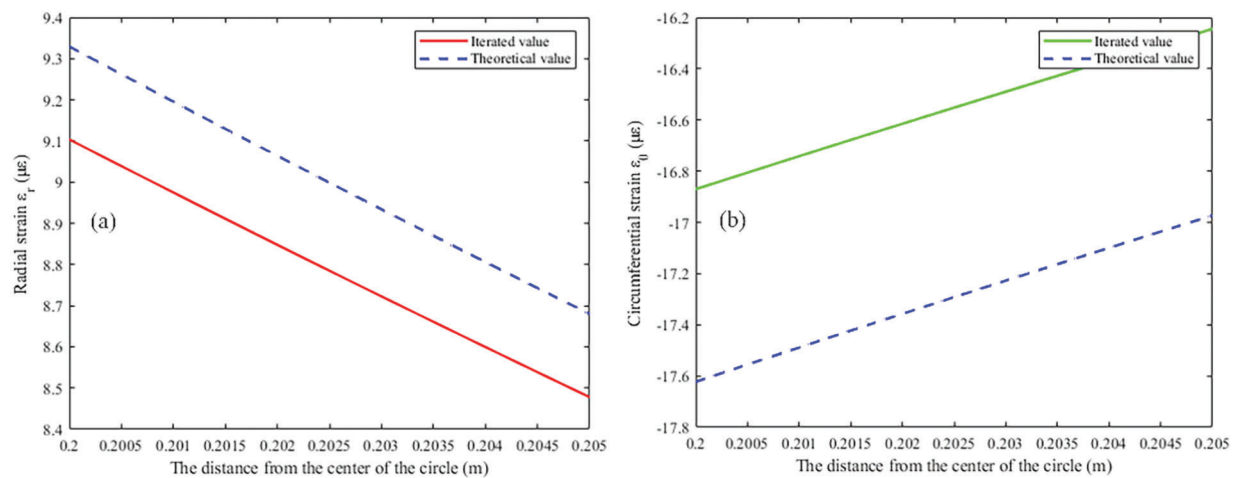 9.4
9.3
9.2
9.1
9
8.9
8.8
8.7
8.6
8.5
8.4
Radial strain εr (με)
(a)
Iterated value
Theoretical value
0.2 0.2005 0.201 0.2015 0.202 0.2025 0.203 0.2035 0.204 0.2045 0.205
The distance from the center of the circle (m)
-16.2
-16.4
-16.6
-16.8
-17
-17.2
-17.4
-17.6
-17.8
Circumferential strain ε0 (με)
(b)
Iterated value
Theoretical value
0.2 0.2005 0.201 0.2015 0.202 0.2025 0.203 0.2035 0.204 0.2045 0.205
The distance from the center of the circle (m)